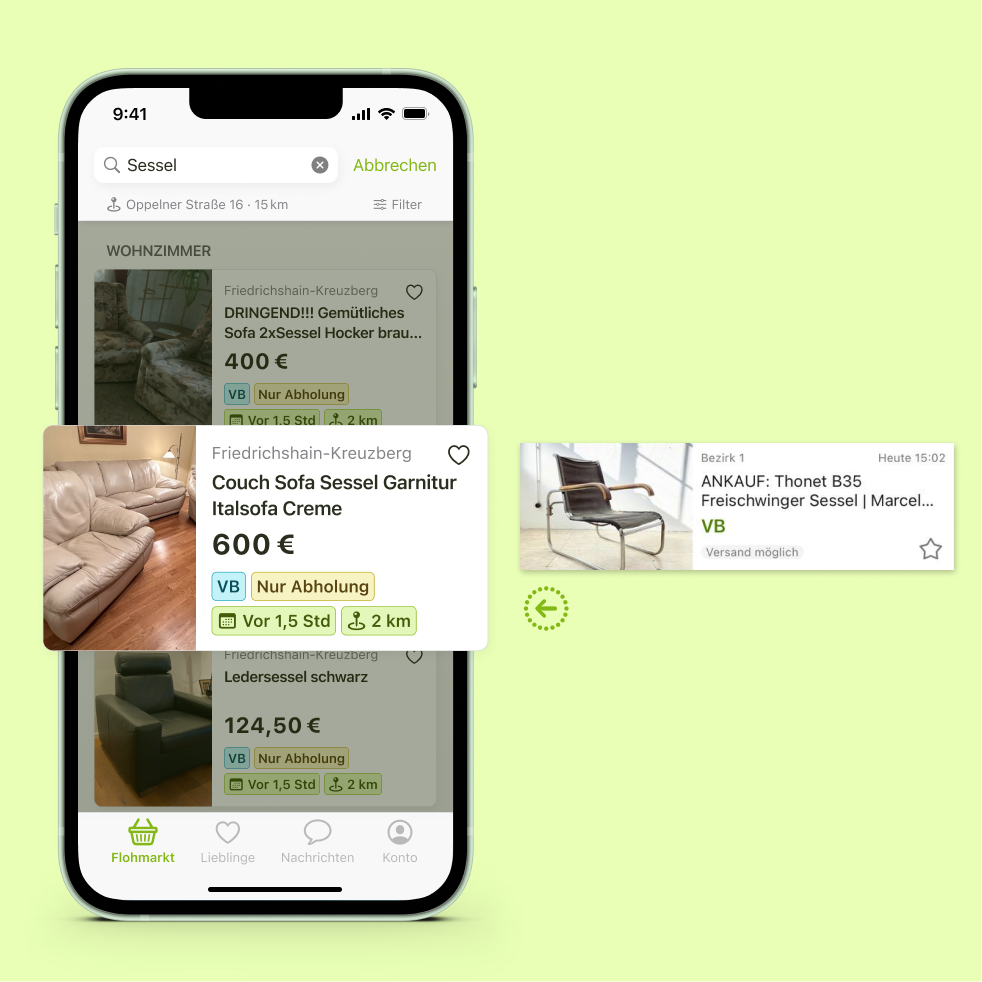 9:41
Sessel
Abbrechen
Oppelner Straße 16 · 15 km
Filter
WOHNZIMMER
Friedrichshain-Kreuzberg
DRINGEND!!! Gemütliches
Sofa 2xSessel Hocker brau...
400 €
VB
Nur Abholung
Vor 1,5 Std
2 km
Friedrichshain-Kreuzberg
Couch Sofa Sessel Garnitur
Italsofa Creme
600 €
VB
Nur Abholung
Vor 1,5 Std
2 km
Friedrichshain-Kreuzberg
Ledersessel schwarz
124,50 €
VB
Nur Abholung
Vor 1,5 Std
2 km
Flohmarkt
Lieblinge
Nachrichten
Konto
Bezirk 1
Heute 15:02
ANKAUF: Thonet B35
Freischwinger Sessel | Marcel...
VB
Versand möglich